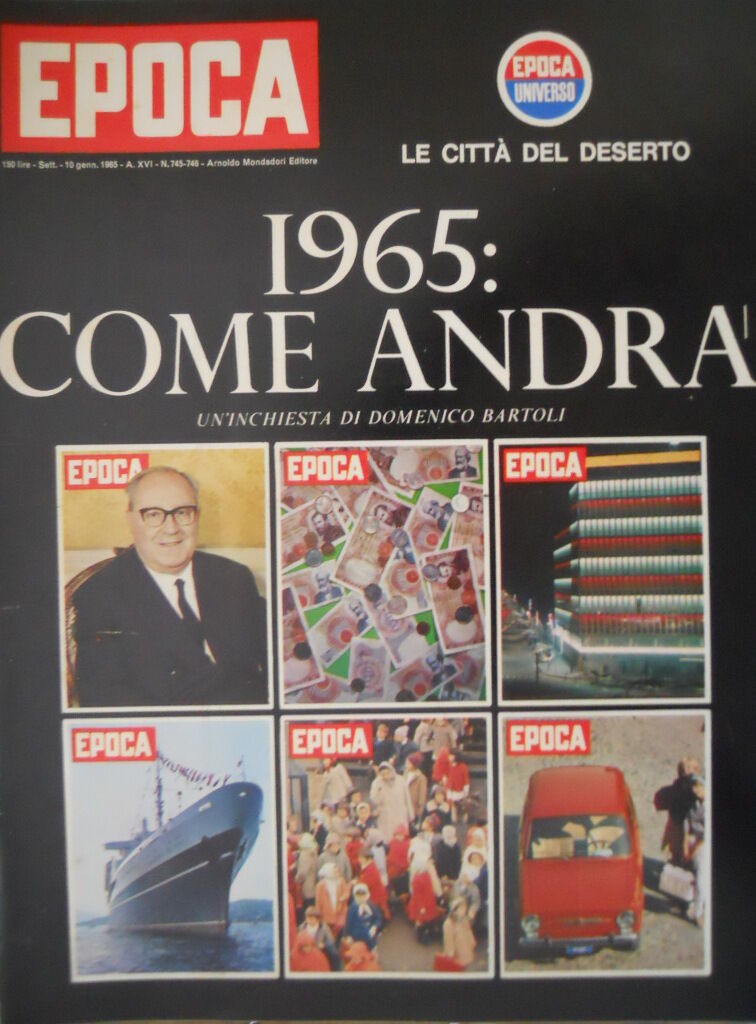 EPOCA
150 lire - Sett. - 10 genn. 1965 - A. XVI - N. 745-746 - Arnoldo Mondadori Editore
EPOCA
UNIVERSO
LE CITTÀ DEL DESERTO
1965:
COME ANDRA'
UN'INCHIESTA DI DOMENICO BARTOLI
EPOCA
EPOCA
EPOCA
EPOCA
EPOCA
EPOCA